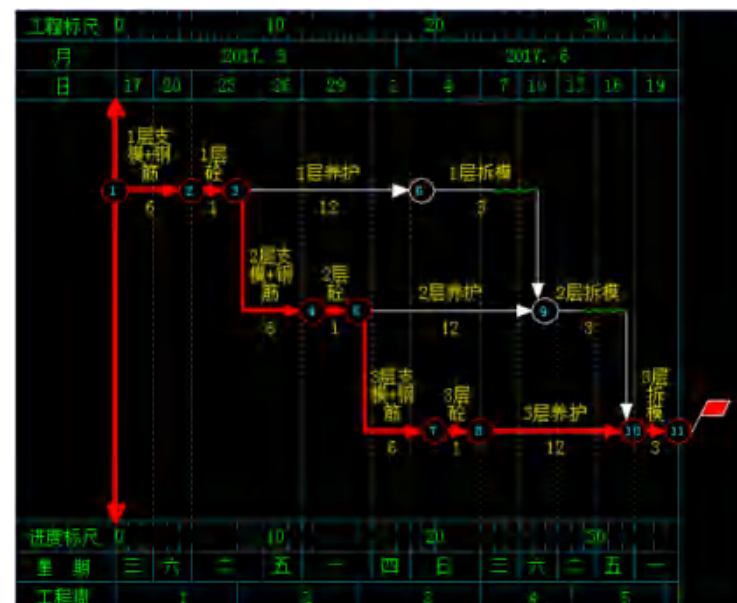 工程标尺 0 10 20 30
月 2017. 5 2017. 6
日 17 20 23 26 29 1 4 7 10 13 16 19
1层支模+钢筋
1层砼
1层养护
1层拆模
1 2 3 6
6 1 12 3
2层支模+钢筋
2层砼
2层养护
2层拆模
4 5 9
6 1 12 3
3层支模+钢筋
3层砼
3层养护
3层拆模
7 8 10 11
6 1 12 3
进度标尺 0 10 20 30
星期 三 六 二 五 一 四 日 三 六 二 五 一
工程周 1 2 3 4 5